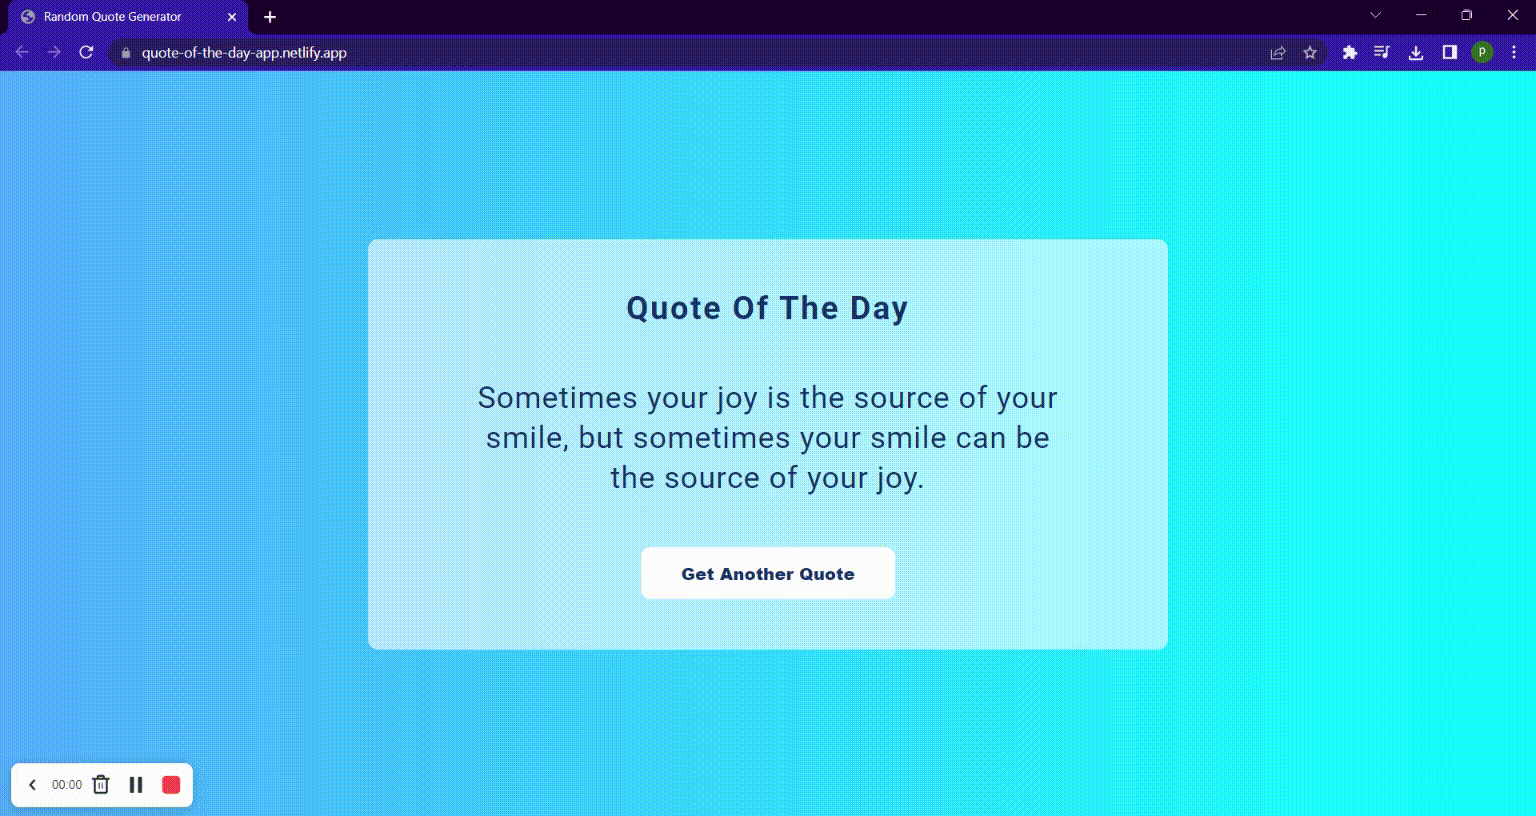 Random Quote Generator
quote-of-the-day-app.netlify.app
P
Quote Of The Day
Sometimes your joy is the source of your
smile, but sometimes your smile can be
the source of your joy.
Get Another Quote
00:00